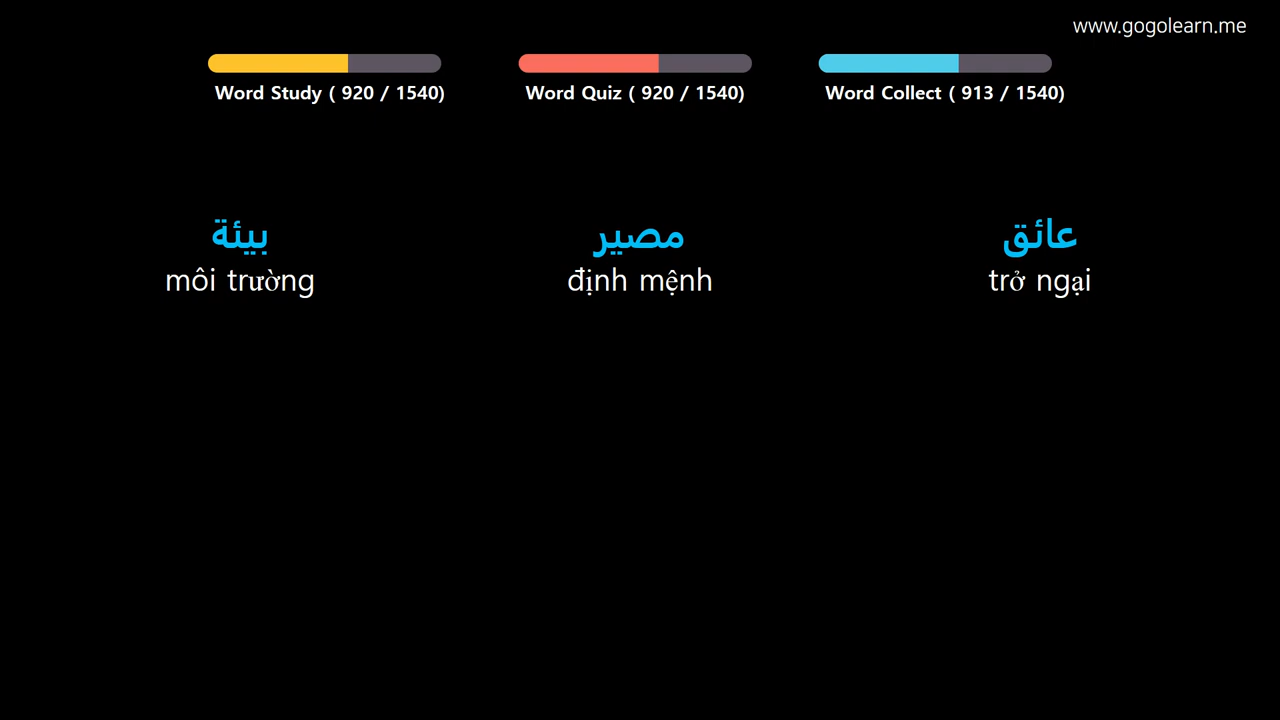 www.gogolearn.me
Word Study ( 920 / 1540)
Word Quiz ( 920 / 1540)
Word Collect ( 913 / 1540)
بيئة
môi trường
مصير
định mệnh
عائق
trở ngại